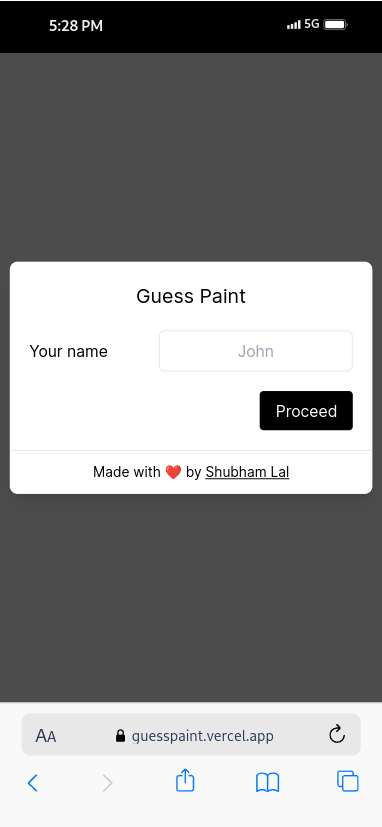 5:28 PM
5G
Guess Paint
Your name
John
Proceed
Made with ❤️ by Shubham Lal
AA
guesspaint.vercel.app